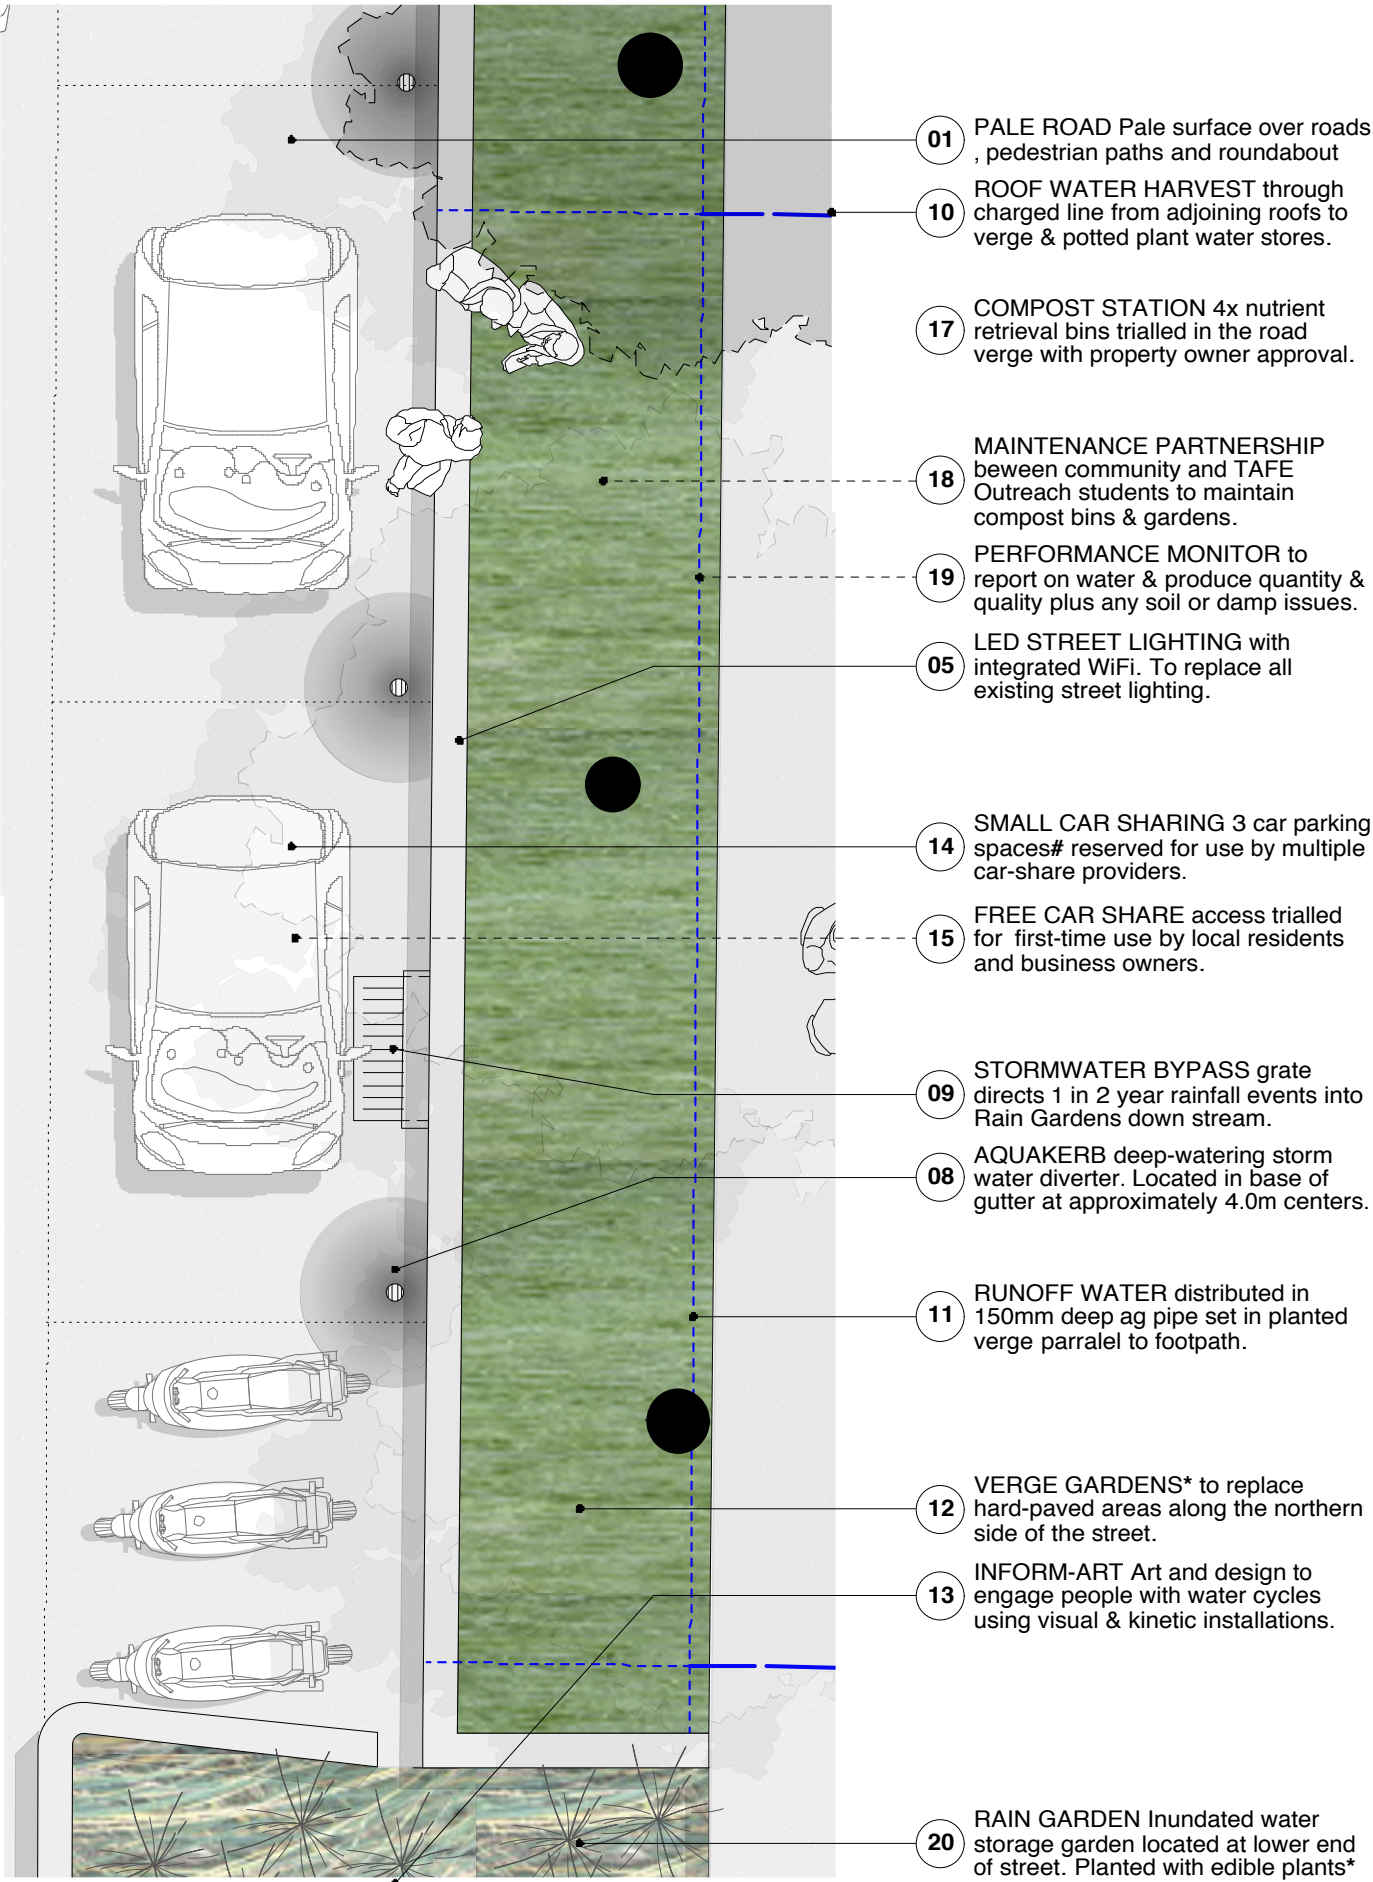 01 PALE ROAD Pale surface over roads
, pedestrian paths and roundabout
10 ROOF WATER HARVEST through
charged line from adjoining roofs to
verge & potted plant water stores.
17 COMPOST STATION 4x nutrient
retrieval bins trialled in the road
verge with property owner approval.
18 MAINTENANCE PARTNERSHIP
beween community and TAFE
Outreach students to maintain
compost bins & gardens.
19 PERFORMANCE MONITOR to
report on water & produce quantity &
quality plus any soil or damp issues.
05 LED STREET LIGHTING with
integrated WiFi. To replace all
existing street lighting.
14 SMALL CAR SHARING 3 car parking
spaces# reserved for use by multiple
car-share providers.
15 FREE CAR SHARE access trialled
for first-time use by local residents
and business owners.
09 STORMWATER BYPASS grate
directs 1 in 2 year rainfall events into
Rain Gardens down stream.
08 AQUAKERB deep-watering storm
water diverter. Located in base of
gutter at approximately 4.0m centers.
11 RUNOFF WATER distributed in
150mm deep ag pipe set in planted
verge parralel to footpath.
12 VERGE GARDENS* to replace
hard-paved areas along the northern
side of the street.
13 INFORM-ART Art and design to
engage people with water cycles
using visual & kinetic installations.
20 RAIN GARDEN Inundated water
storage garden located at lower end
of street. Planted with edible plants*